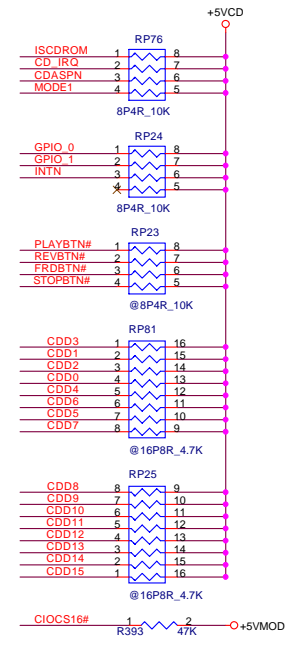 +5VCD
RP76
ISCDROM 1 8
CD_IRQ 2 7
CDASPN 3 6
MODE1 4 5
8P4R_10K
RP24
GPIO_0 1 8
GPIO_1 2 7
INTN 3 6
4 5
8P4R_10K
RP23
PLAYBTN# 1 8
REVBTN# 2 7
FRDBTN# 3 6
STOPBTN# 4 5
@8P4R_10K
RP81
CDD3 1 16
CDD1 2 15
CDD2 3 14
CDD0 4 13
CDD4 5 12
CDD6 6 11
CDD5 7 10
CDD7 8 9
@16P8R_4.7K
RP25
CDD8 8 9
CDD9 7 10
CDD10 6 11
CDD11 5 12
CDD12 4 13
CDD13 3 14
CDD14 2 15
CDD15 1 16
@16P8R_4.7K
CIOCS16# 1 2 +5VMOD
R393 47K